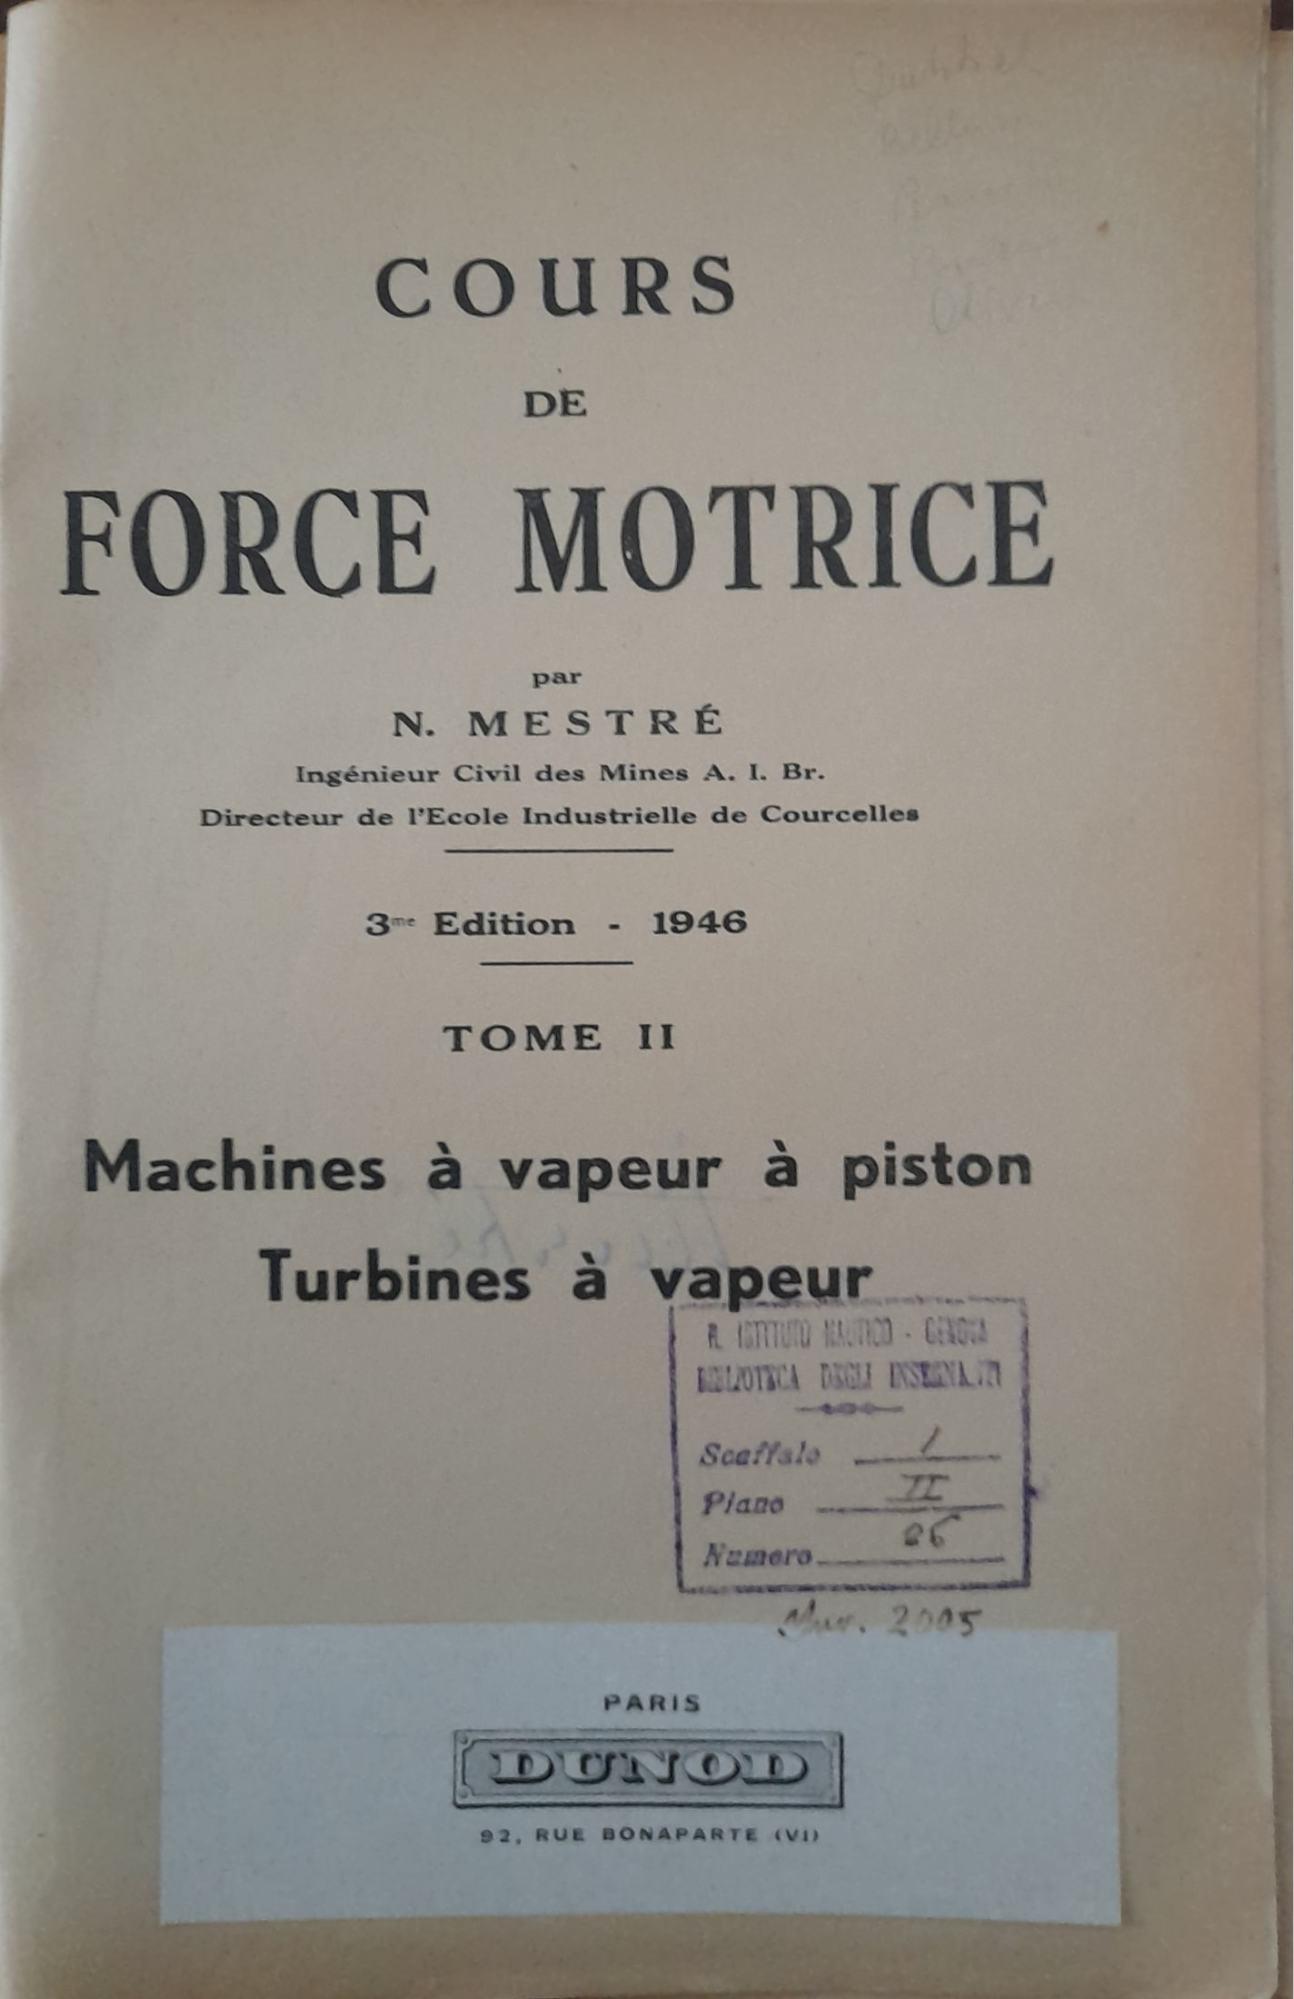 COURS
DE
FORCE MOTRICE
par
N. MESTRÉ
Ingénieur Civil des Mines A. I. Br.
Directeur de l'Ecole Industrielle de Courcelles
3me Edition - 1946
TOME II
Machines à vapeur à piston
Turbines à vapeur
R. ISTITUTO NAUTICO - GENOVA
BIBLIOTECA DEGLI INSEGNANTI
Scaffale 1
Piano II
Numero
2005
PARIS
DUNOD
92, RUE BONAPARTE (VI)